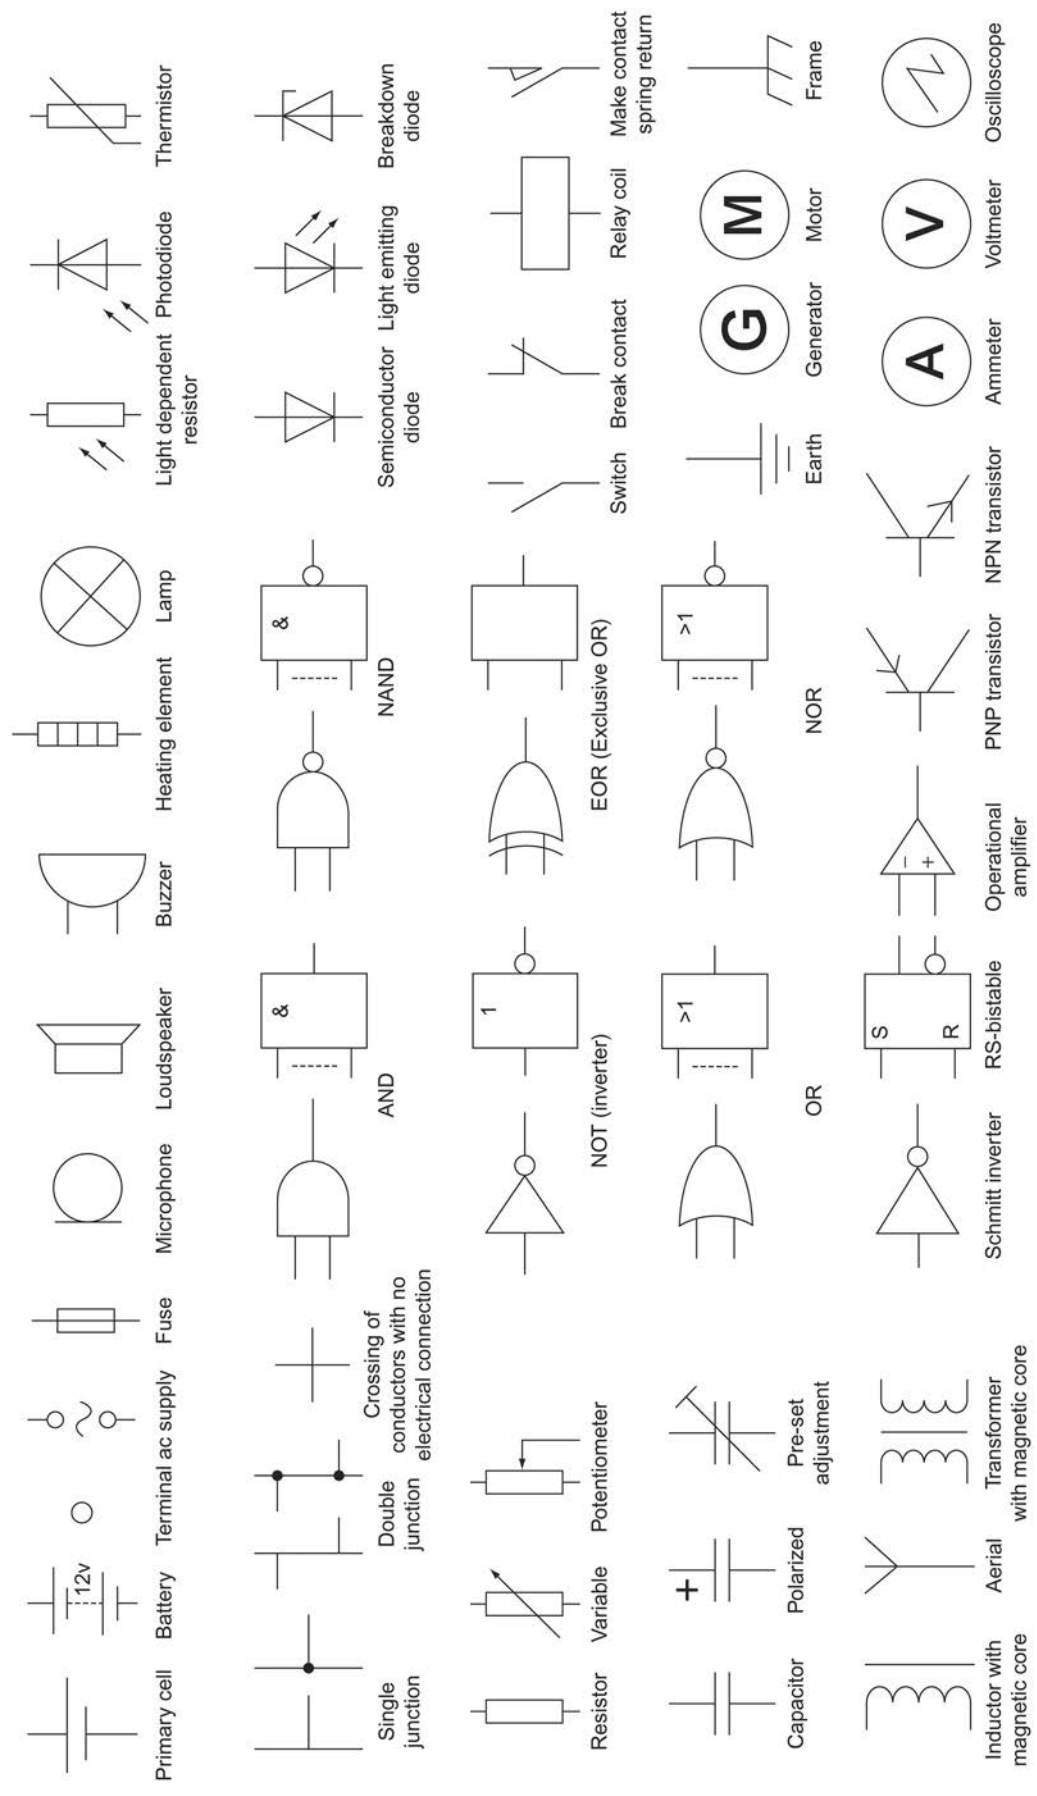 Primary cell
12v
Battery
Terminal
ac supply
Fuse
Microphone
Loudspeaker
Buzzer
Heating element
Lamp
Light dependent
resistor
Photodiode
Thermistor
Single
junction
Double
junction
Crossing of
conductors with no
electrical connection
&
AND
&
NAND
Semiconductor
diode
Light emitting
diode
Breakdown
diode
Resistor
Variable
Potentiometer
1
NOT (inverter)
EOR (Exclusive OR)
Switch
Break contact
Relay coil
Make contact
spring return
Capacitor
+
Polarized
Pre-set
adjustment
>1
OR
>1
NOR
Earth
G
Generator
M
Motor
Frame
Inductor with
magnetic core
Aerial
Transformer
with magnetic core
Schmitt inverter
S
R
RS-bistable
−
+
Operational
amplifier
PNP transistor
NPN transistor
A
Ammeter
V
Voltmeter
Oscilloscope